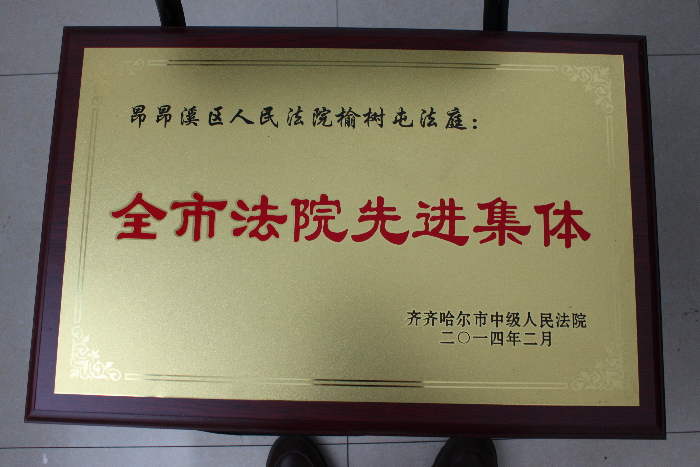 昂昂溪区人民法院榆树屯法庭：
全市法院先进集体
齐齐哈尔市中级人民法院
二〇一四年二月